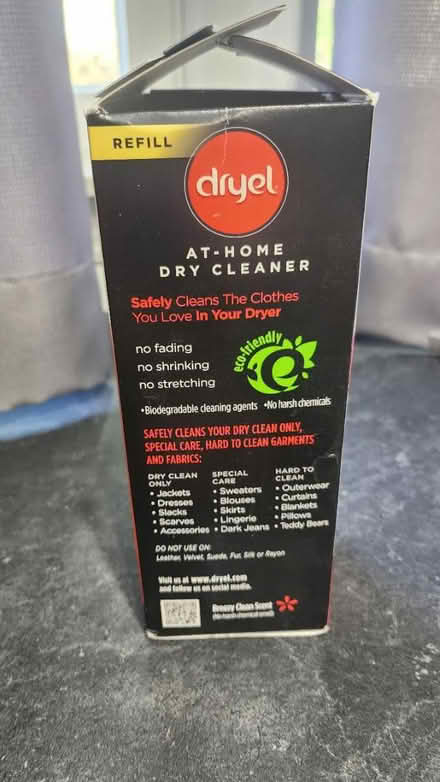 REFILL
dryel
AT-HOME
DRY CLEANER
Safely Cleans The Clothes
You Love In Your Dryer
no fading
no shrinking
no stretching
eco-friendly
•Biodegradable cleaning agents •No harsh chemicals
SAFELY CLEANS YOUR DRY CLEAN ONLY,
SPECIAL CARE, HARD TO CLEAN GARMENTS
AND FABRICS:
DRY CLEAN
ONLY
• Jackets
• Dresses
• Slacks
• Scarves
• Accessories
SPECIAL
CARE
• Sweaters
• Blouses
• Skirts
• Lingerie
• Dark Jeans
HARD TO
CLEAN
• Outerwear
• Curtains
• Blankets
• Pillows
• Teddy Bears
DO NOT USE ON:
Leather, Velvet, Suede, Fur, Silk or Rayon
Visit us at www.dryel.com
and follow us on social media.
Breezy Clean Scent
(No harsh chemical smell)